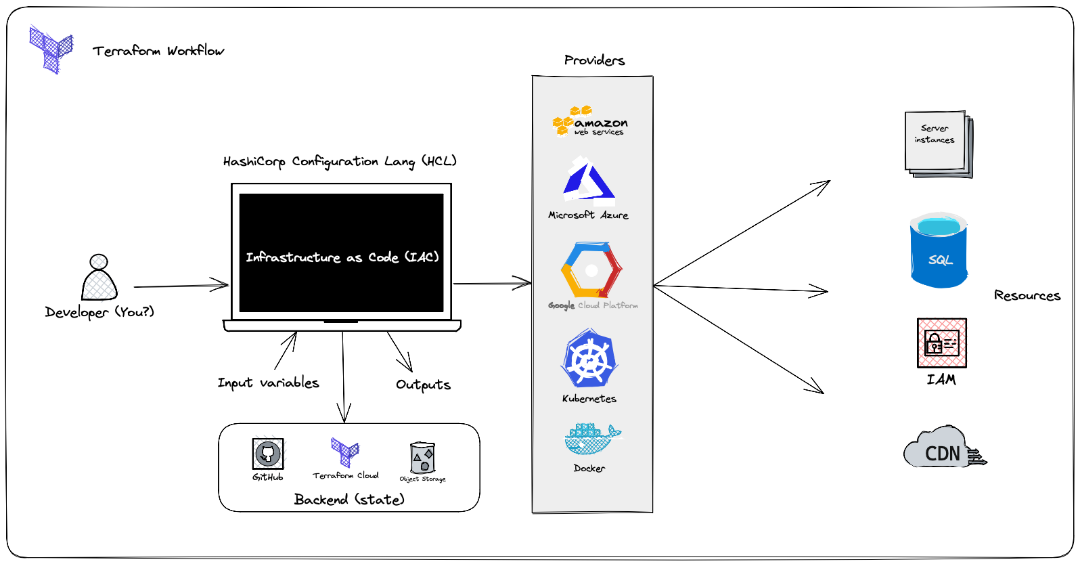 Terraform Workflow
Providers
amazon
web services
Server
instances
HashiCorp Configuration Lang (HCL)
Microsoft Azure
Infrastructure as Code (IAC)
SQL
Developer (You?)
Google Cloud Platform
Resources
Input variables
Outputs
IAM
Kubernetes
GitHub
Terraform Cloud
Object Storage
Backend (state)
Docker
CDN